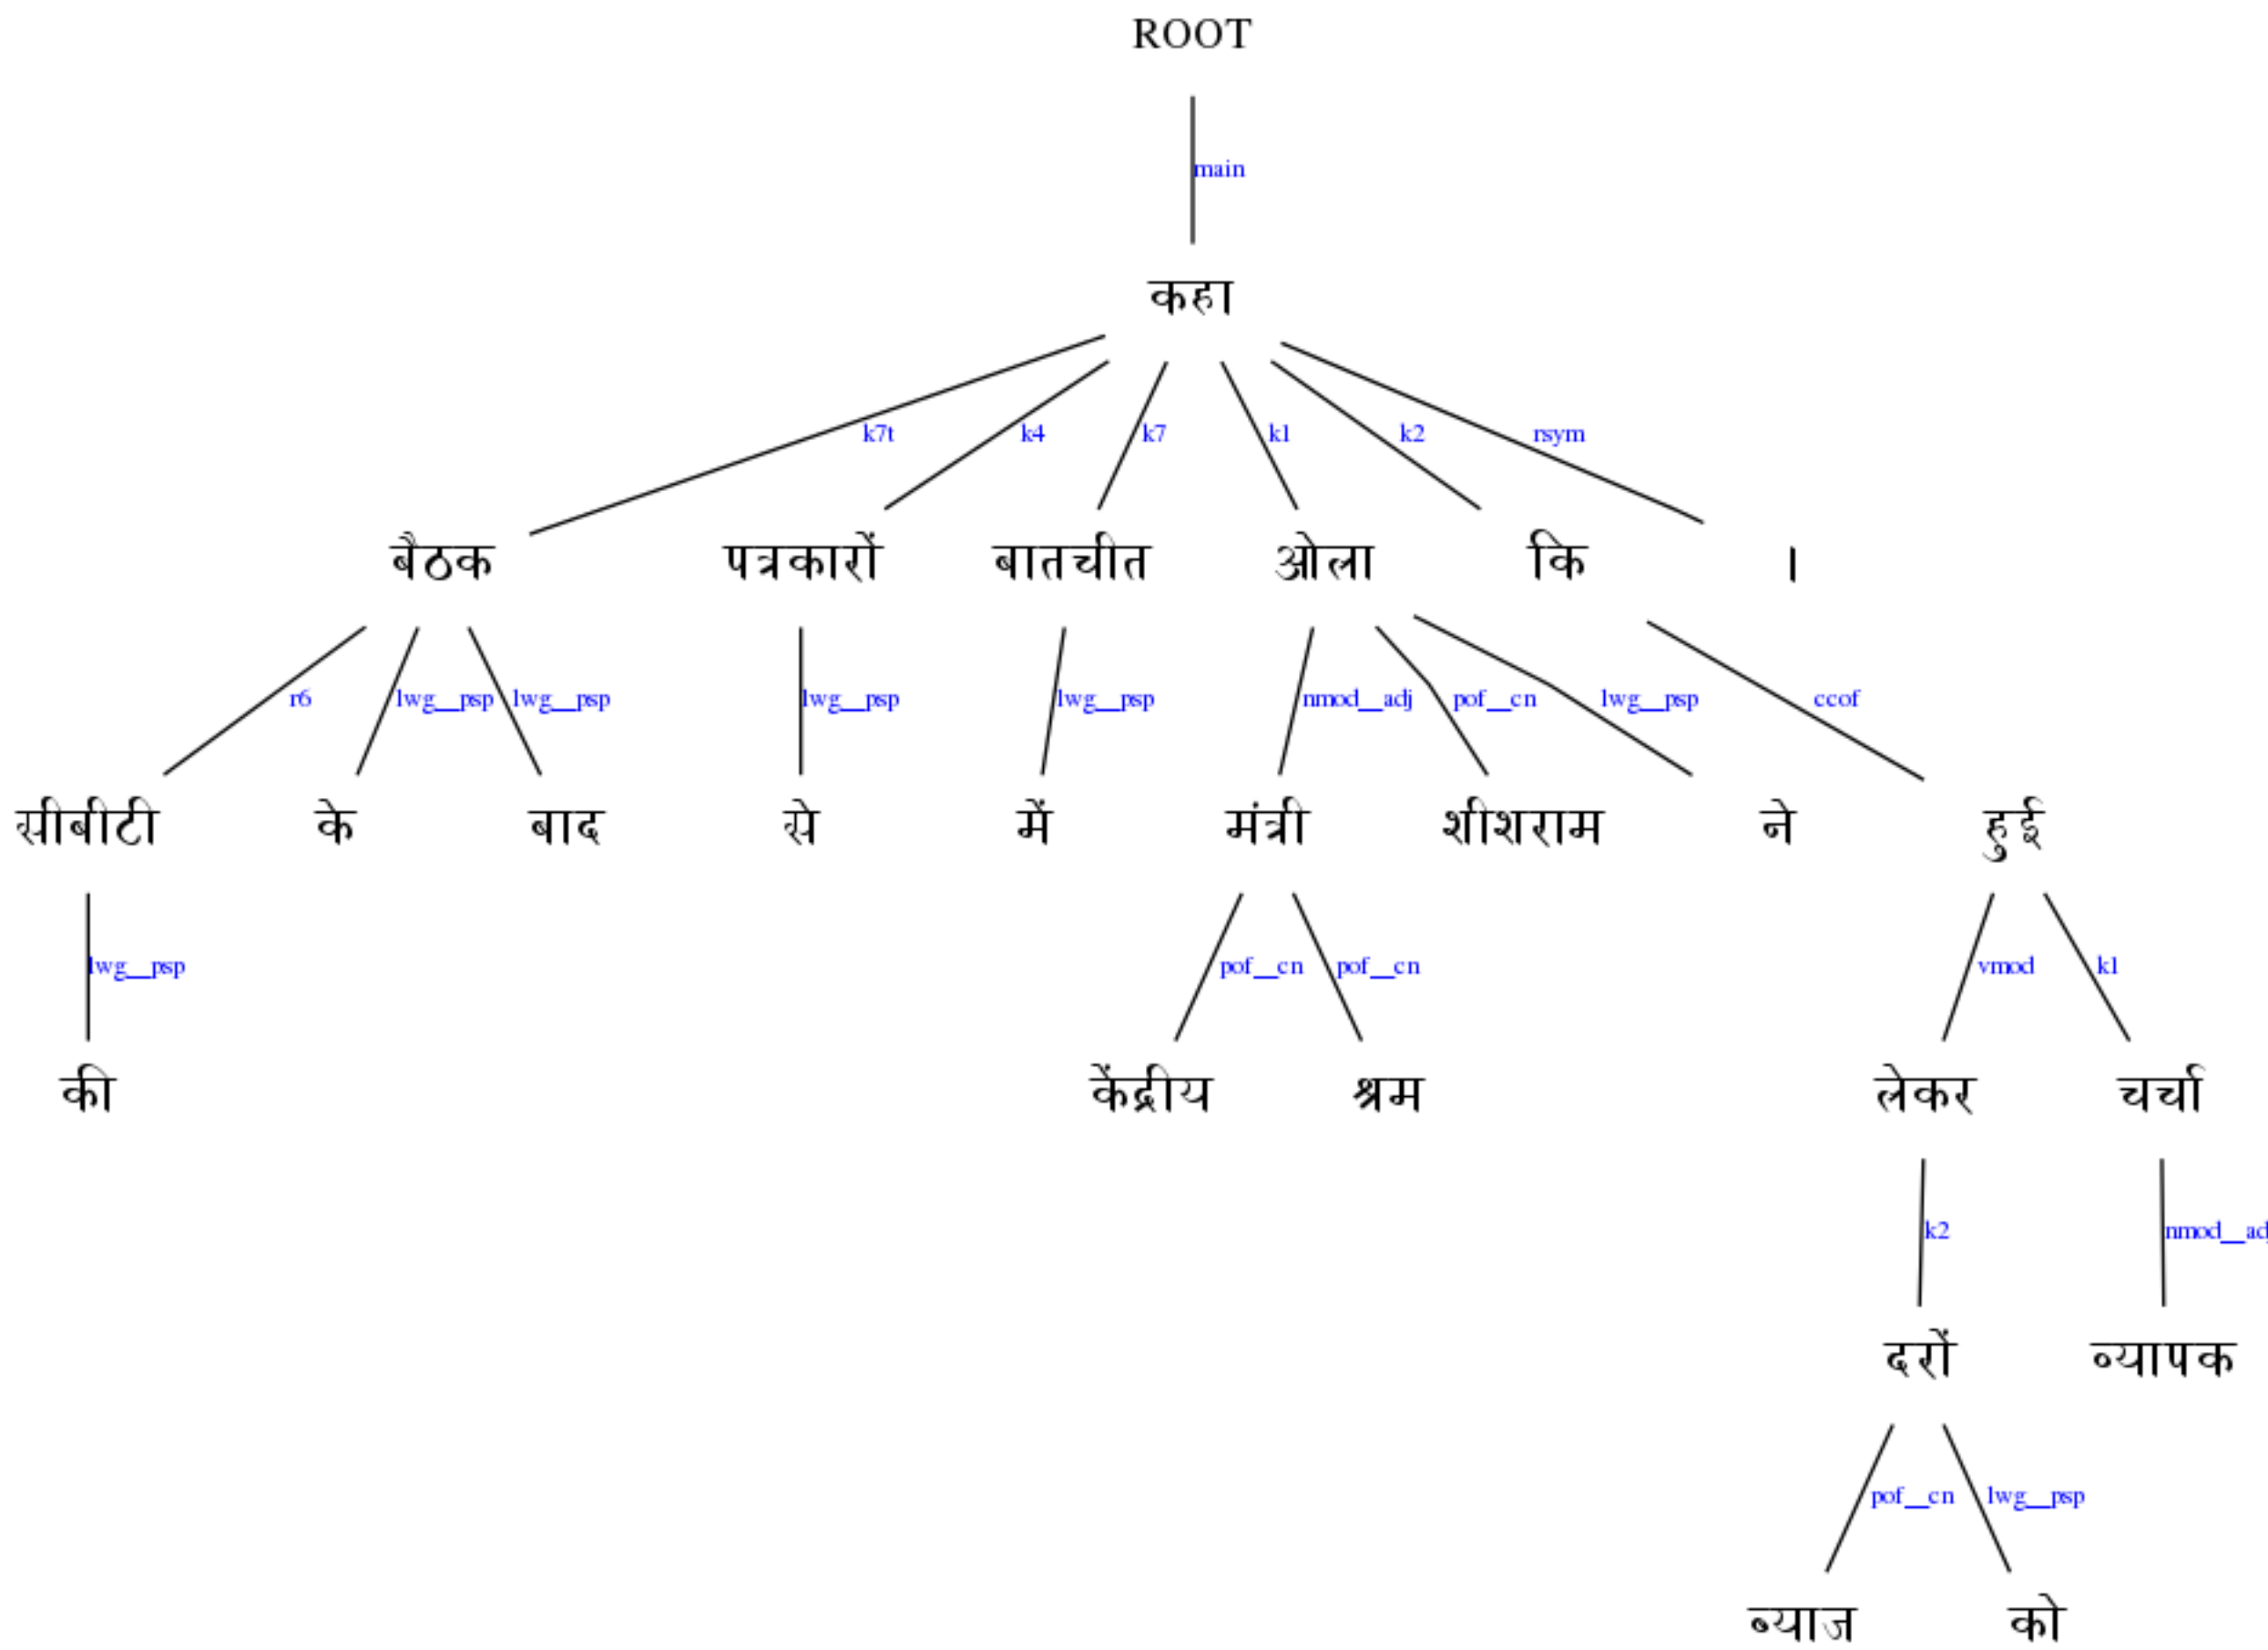 ROOT
main
कहा
k7t k4 k7 k1 k2 rsym
बैठक पत्रकारों बातचीत ओला कि ।
r6 lwg__psp lwg__psp lwg__psp lwg__psp nmod__adj pof__cn lwg__psp ccof
सीबीटी के बाद से में मंत्री शीशराम ने हुई
lwg__psp pof__cn pof__cn vmod k1
की केंद्रीय श्रम लेकर चर्चा
k2 nmod__ad
दरों व्यापक
pof__cn lwg__psp
ब्याज को